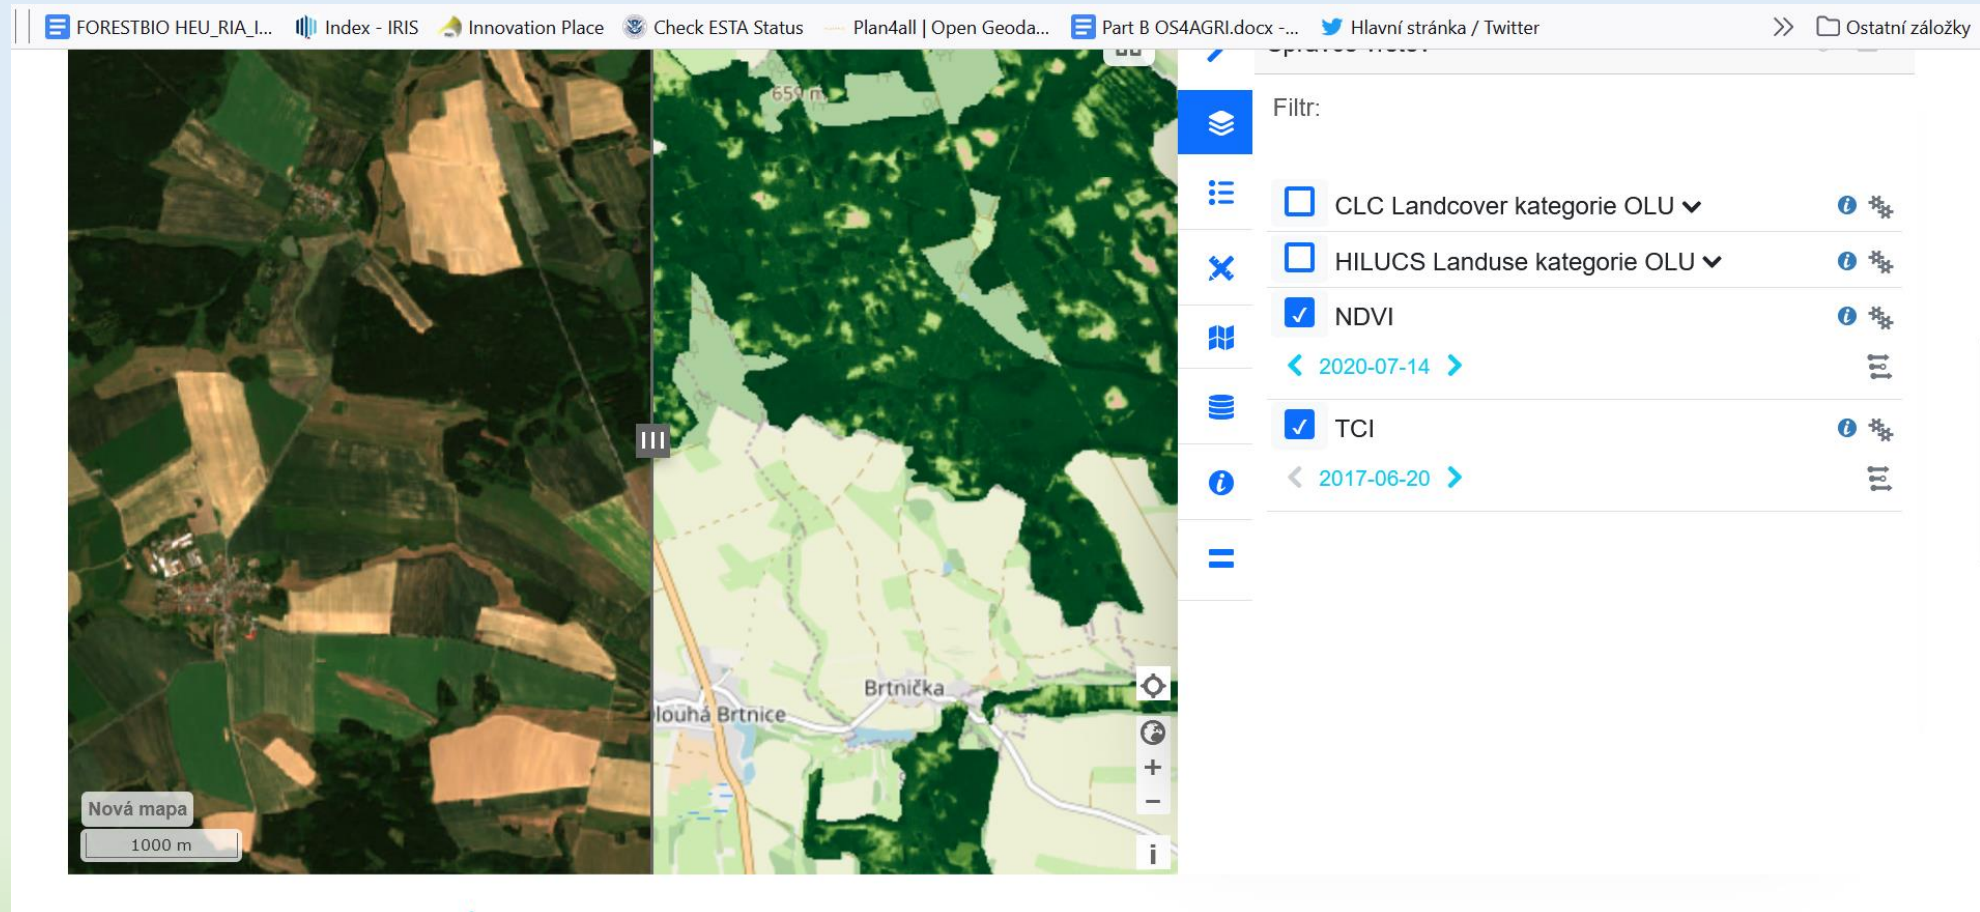 FORESTBIO HEU_RIA_I... Index - IRIS Innovation Place Check ESTA Status Plan4all | Open Geoda... Part B OS4AGRI.docx -... Hlavní stránka / Twitter Ostatní záložky
659 m
Filtr:
CLC Landcover kategorie OLU
HILUCS Landuse kategorie OLU
NDVI
2020-07-14
TCI
2017-06-20
Brtnička
louhá Brtnice
Nová mapa
1000 m